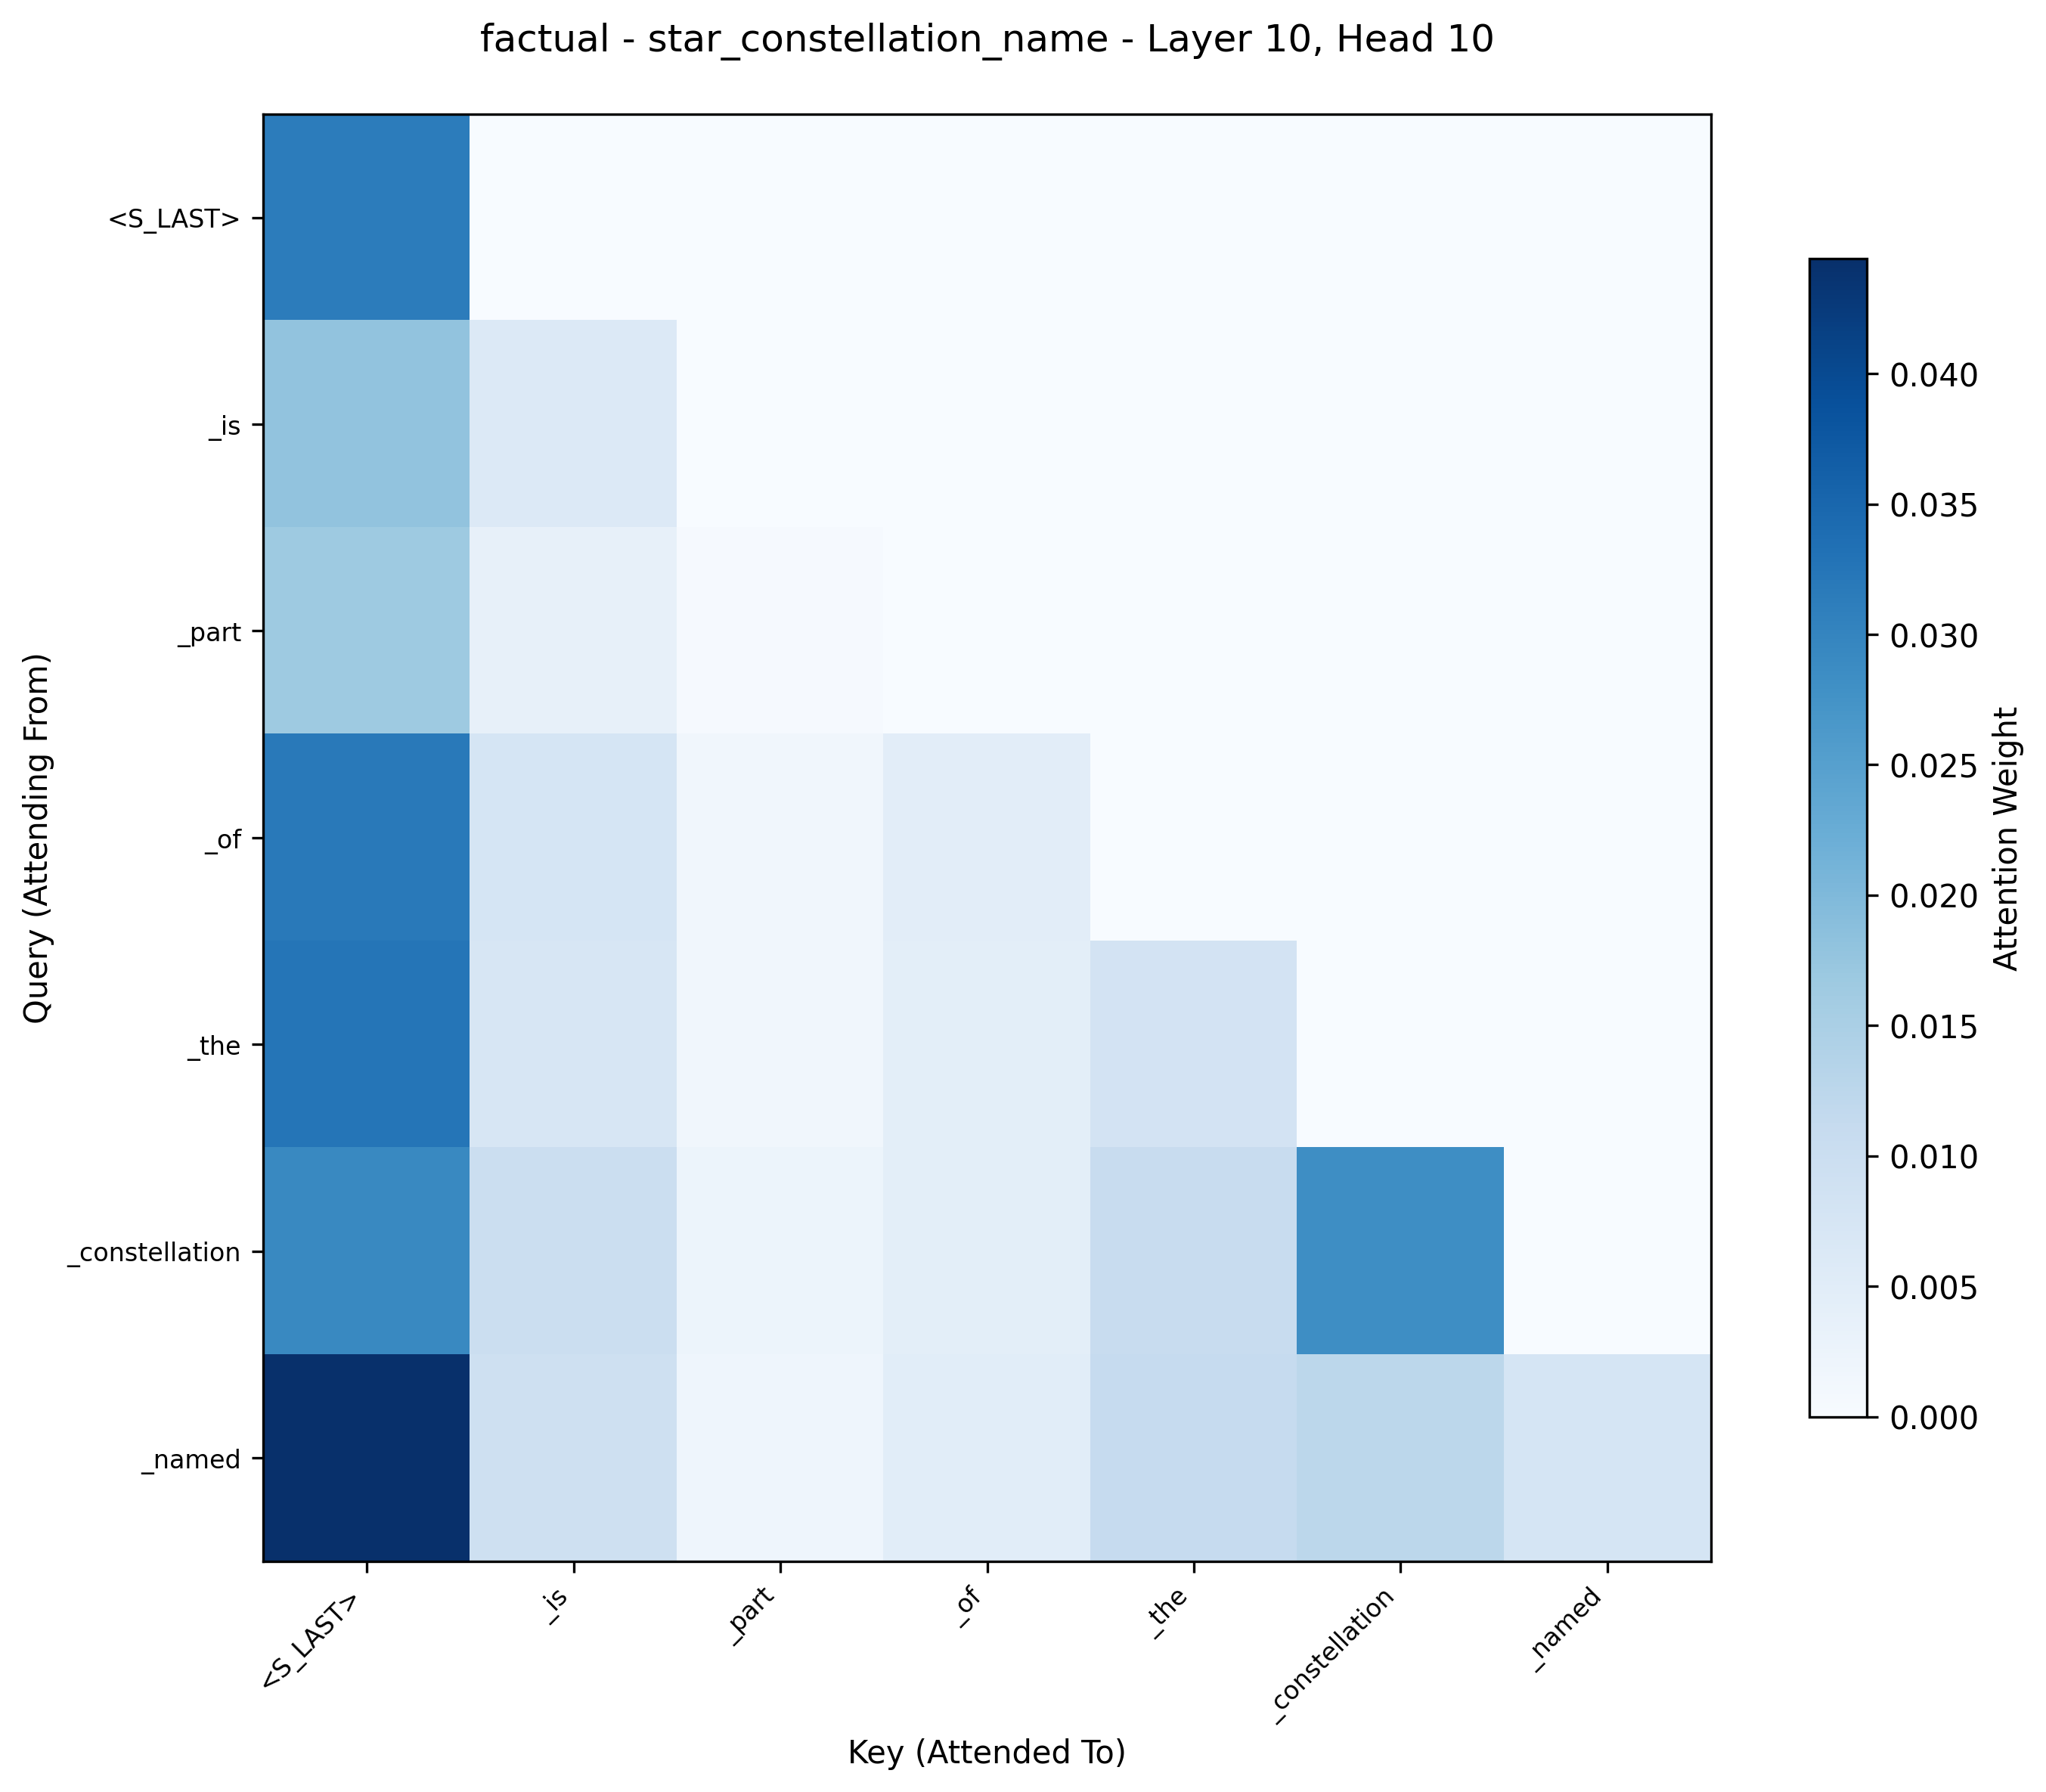 factual - star_constellation_name - Layer 10, Head 10
Query (Attending From)
<S_LAST>
_is
_part
_of
_the
_constellation
_named
<S_LAST>
_is
_part
_of
_the
_constellation
_named
Key (Attended To)
0.040
0.035
0.030
0.025
0.020
0.015
0.010
0.005
0.000
Attention Weight